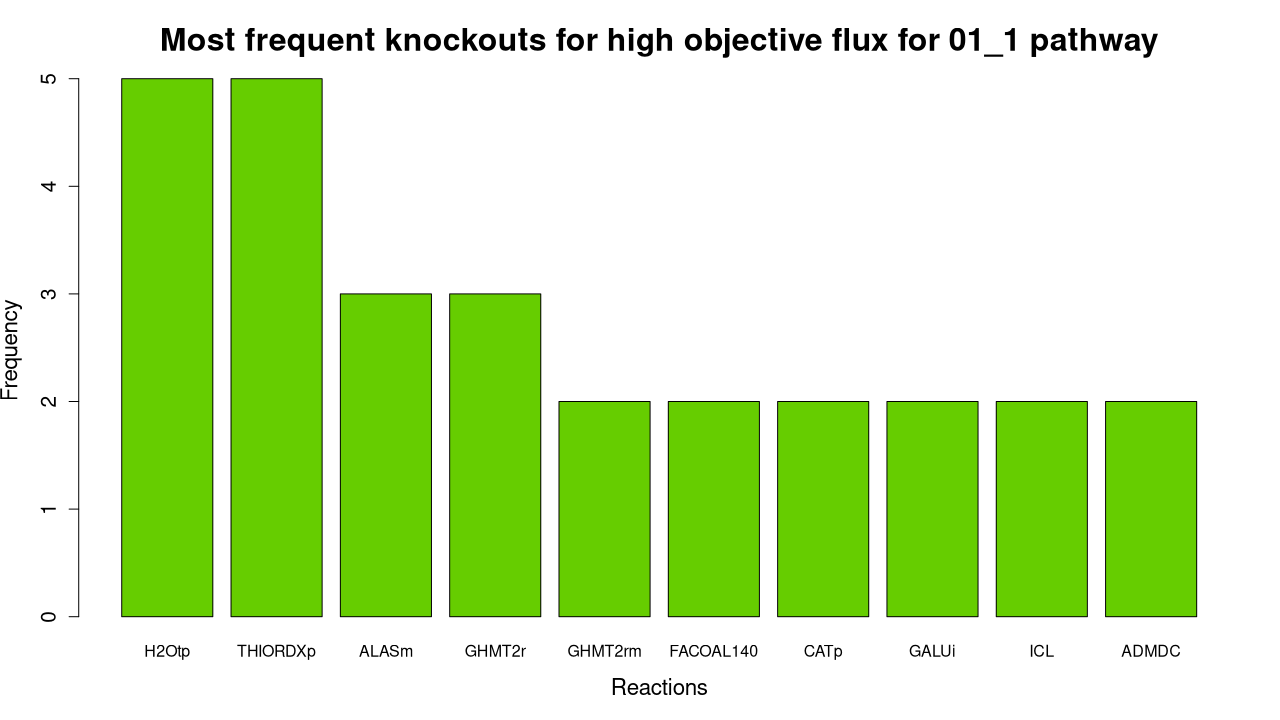 Most frequent knockouts for high objective flux for 01_1 pathway
Frequency
5
4
3
2
1
0
H2Otp THIORDXp ALASm GHMT2r GHMT2rm FACOAL140 CATp GALUi ICL ADMDC
Reactions